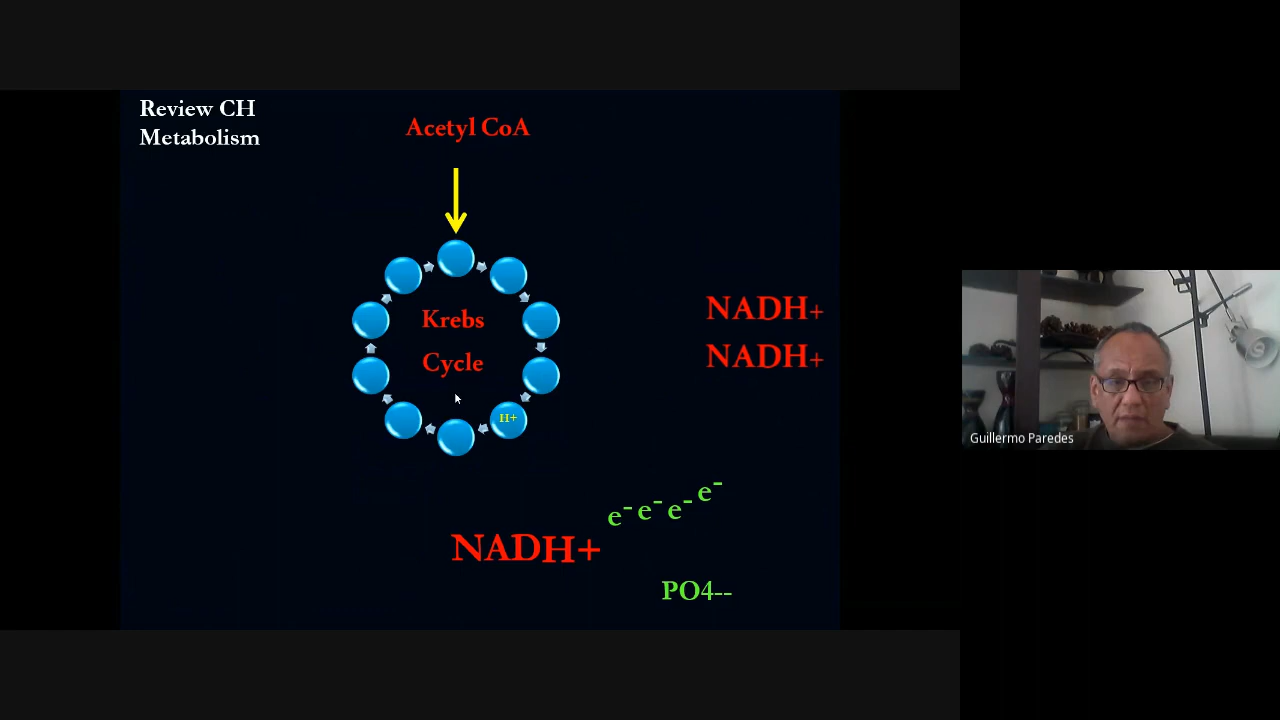 Review CH
Metabolism
Acetyl CoA
Krebs
Cycle
H+
NADH+
NADH+
e- e- e- e-
NADH+
PO4--
Guillermo Paredes